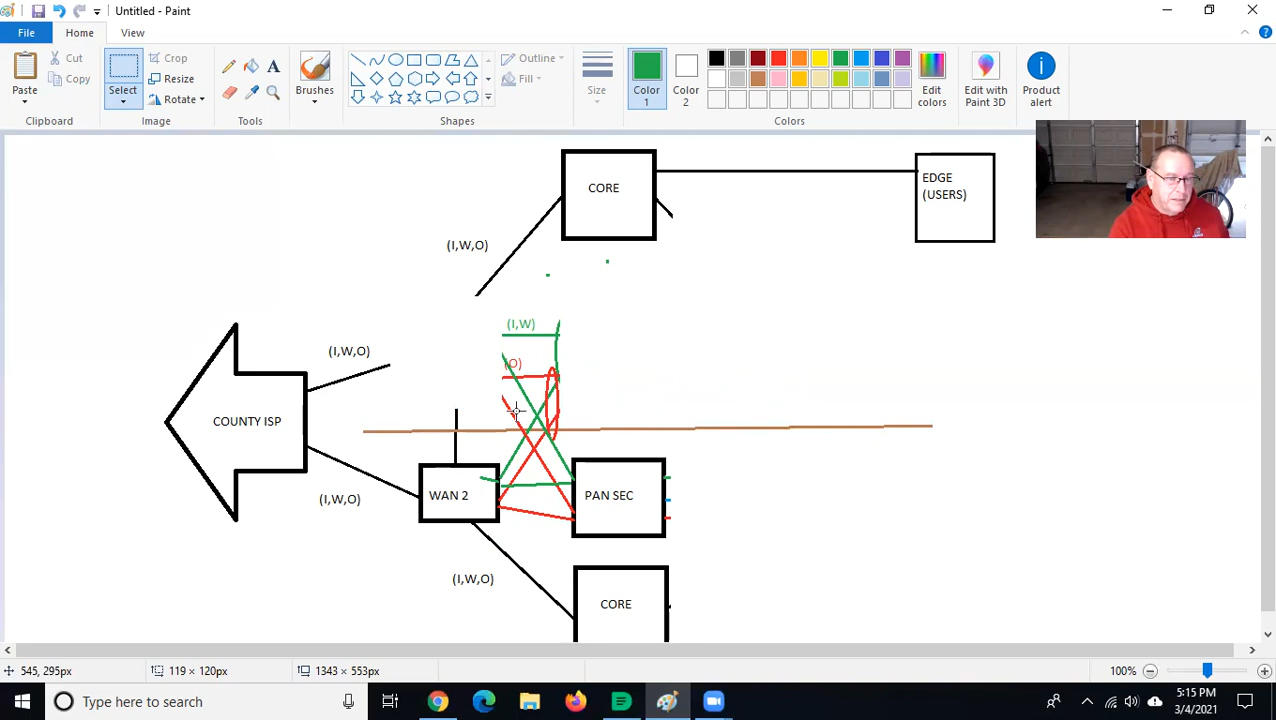 Untitled - Paint
File
Home
View
Paste
Cut
Copy
Clipboard
Select
Crop
Resize
Rotate
Image
A
Tools
Brushes
Outline
Fill
Shapes
Size
Color
1
Color
2
Edit
colors
Edit with
Paint 3D
Product
alert
Colors
CORE
EDGE
(USERS)
(I,W,O)
(I,W)
(I,W,O)
(O)
COUNTY ISP
WAN 2
PAN SEC
(I,W,O)
(I,W,O)
CORE
545, 295px
119 × 120px
1343 × 553px
100%
Type here to search
5:15 PM
3/4/2021